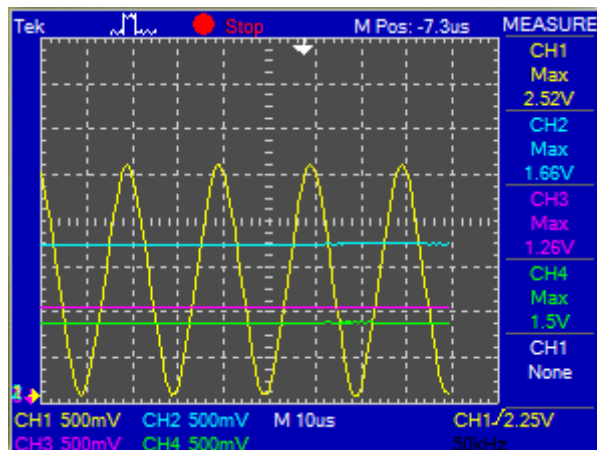 Tek Stop M Pos: -7.3us MEASURE
CH1
Max
2.52V
CH2
Max
1.66V
CH3
Max
1.26V
CH4
Max
1.5V
CH1
None
CH1 500mV CH2 500mV M 10us CH1 2.25V
CH3 500mV CH4 500mV 50kHz